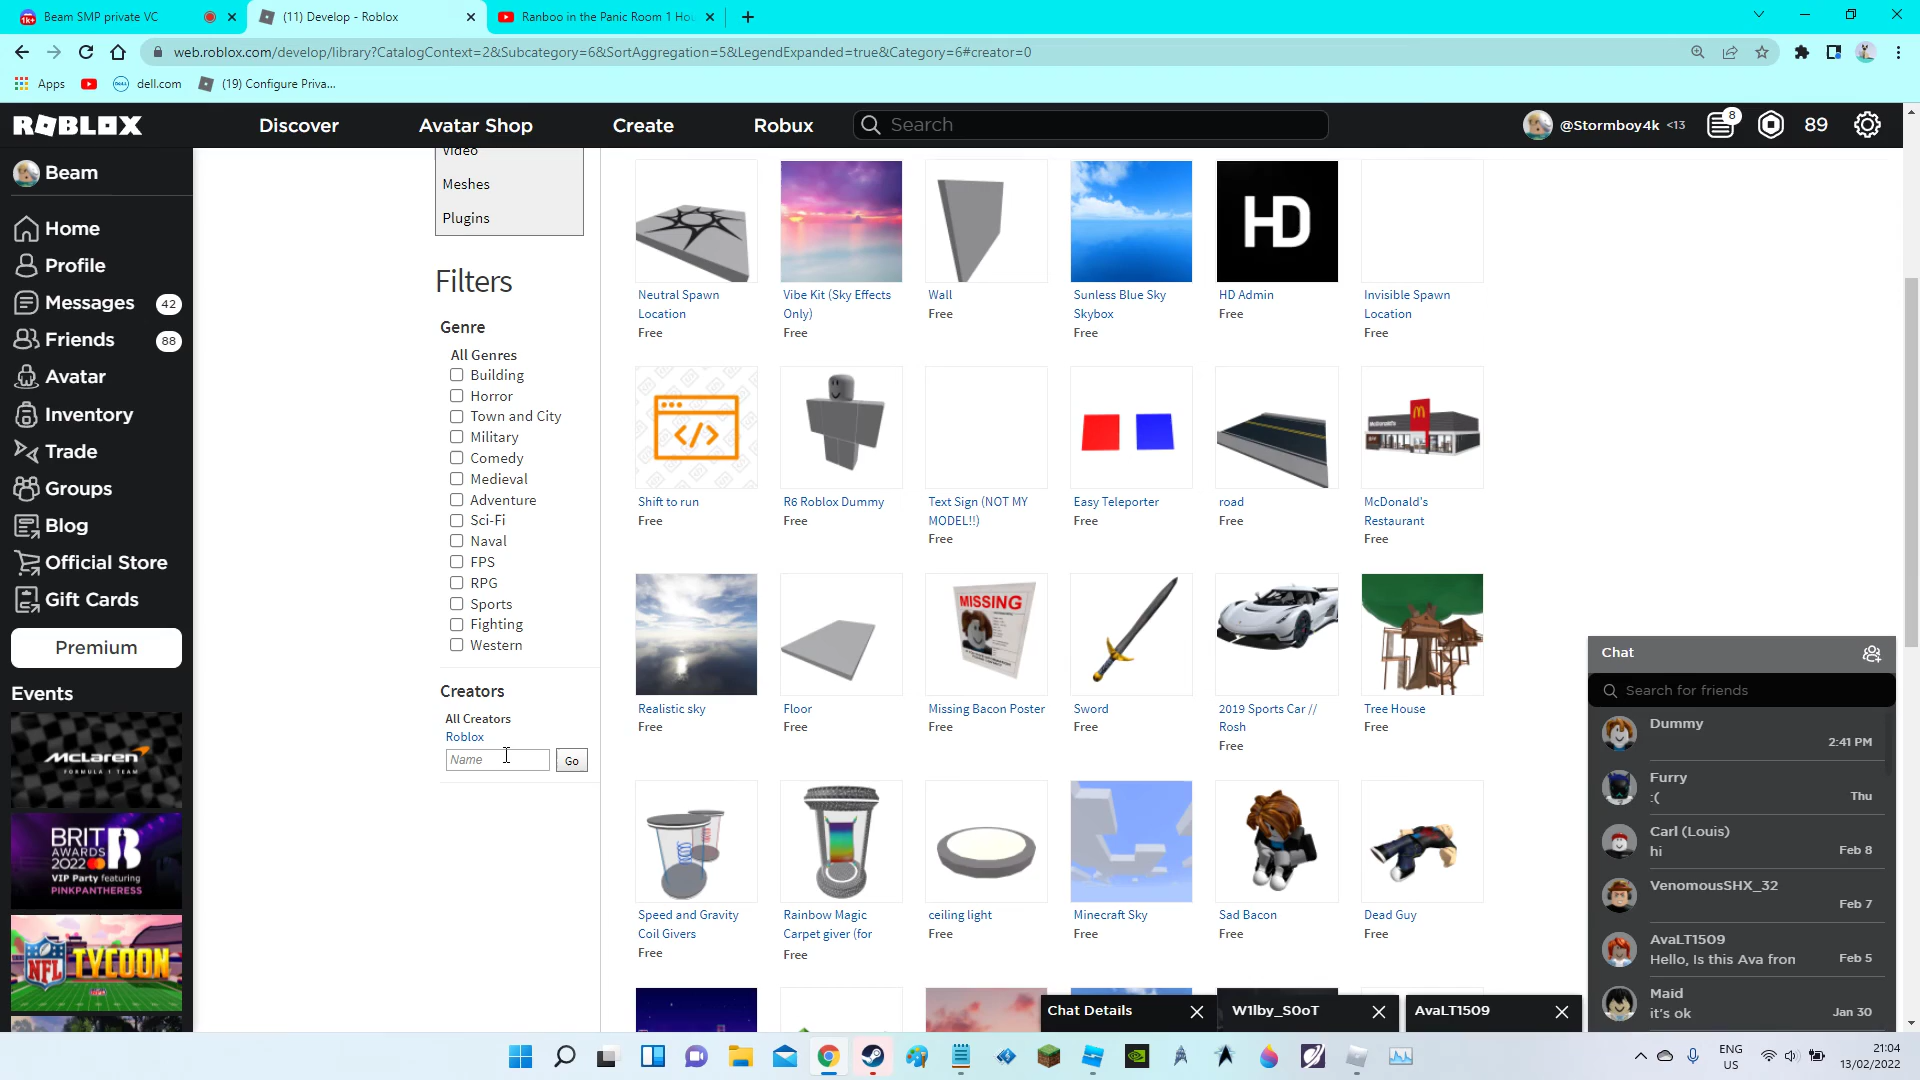 Beam SMP private VC
(11) Develop - Roblox
Ranboo in the Panic Room 1 Hou
web.roblox.com/develop/library?CatalogContext=2&Subcategory=6&SortAggregation=5&LegendExpanded=true&Category=6#creator=0
Apps
dell.com
(19) Configure Priva...
ROBLOX
Discover
Avatar Shop
Create
Robux
Search
@Stormboy4k <13
8
89
Beam
Home
Profile
Messages 42
Friends 88
Avatar
Inventory
Trade
Groups
Blog
Official Store
Gift Cards
Premium
Events
McLaren
FORMULA 1 TEAM
BRIT
AWARDS
2022
VIP Party featuring
PINKPANTHERESS
NFL TYCOON
Video
Meshes
Plugins
Filters
Genre
All Genres
Building
Horror
Town and City
Military
Comedy
Medieval
Adventure
Sci-Fi
Naval
FPS
RPG
Sports
Fighting
Western
Creators
All Creators
Roblox
Name
Go
HD
Neutral Spawn
Location
Free
Vibe Kit (Sky Effects
Only)
Free
Wall
Free
Sunless Blue Sky
Skybox
Free
HD Admin
Free
Invisible Spawn
Location
Free
Shift to run
Free
R6 Roblox Dummy
Free
Text Sign (NOT MY
MODEL!!)
Free
Easy Teleporter
Free
road
Free
McDonald's
Restaurant
Free
MISSING
Realistic sky
Free
Floor
Free
Missing Bacon Poster
Free
Sword
Free
2019 Sports Car //
Rosh
Free
Tree House
Free
Speed and Gravity
Coil Givers
Free
Rainbow Magic
Carpet giver (for
Free
ceiling light
Free
Minecraft Sky
Free
Sad Bacon
Free
Dead Guy
Free
Chat
Search for friends
Dummy
2:41 PM
Furry
:( Thu
Carl (Louis)
hi Feb 8
VenomousSHX_32
Feb 7
AvaLT1509
Hello, Is this Ava fron Feb 5
Maid
it's ok Jan 30
Chat Details
W1lby_S0oT
AvaLT1509
ENG
US
21:04
13/02/2022